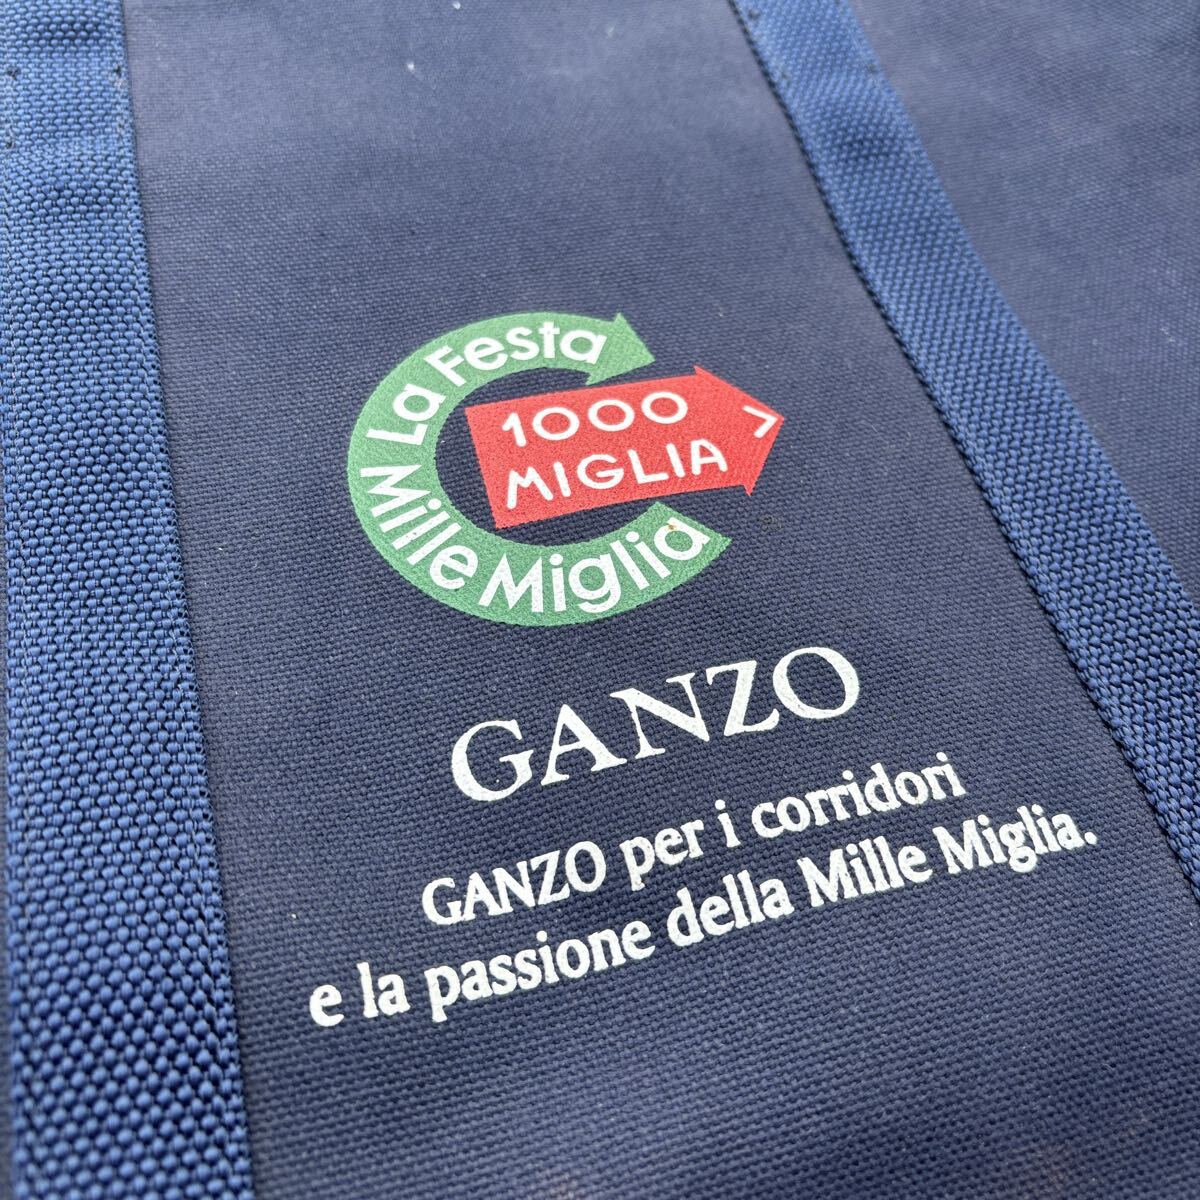 La Festa
Mille Miglia
1000
MIGLIA
GANZO
GANZO per i corridori
e la passione della Mille Miglia.